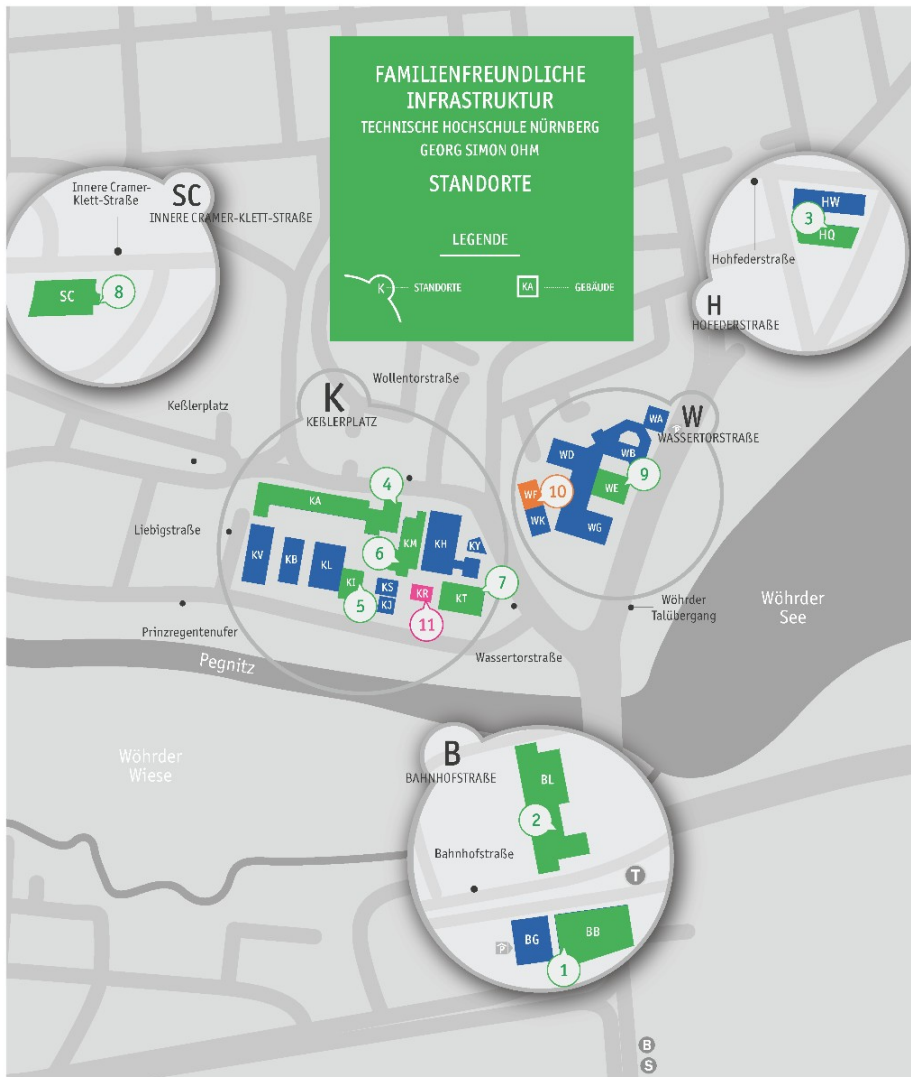 FAMILIENFREUNDLICHE
INFRASTRUKTUR
TECHNISCHE HOCHSCHULE NÜRNBERG
GEORG SIMON OHM
STANDORTE
LEGENDE
K
STANDORTE
KA
GEBÄUDE
Innere Cramer-
Klett-Straße
SC
INNERE CRAMER-KLETT-STRAßE
SC
8
HW
3
HQ
Hohfederstraße
H
HOFEDERSTRAßE
Wollentorstraße
K
KEßLERPLATZ
Keßlerplatz
W
WASSERTORSTRAßE
WA
P
WB
WD
9
WE
WF
10
WK
WG
4
KA
Liebigstraße
KM
KH
KY
KV
KB
KL
6
KI
KS
KR
KT
7
5
KJ
11
Prinzregentenufer
Wassertorstraße
Wöhrder
Talübergang
Wöhrder
See
Pegnitz
Wöhrder
Wiese
B
BAHNHOFSTRAßE
BL
2
Bahnhofstraße
T
P
BG
BB
1
B
S